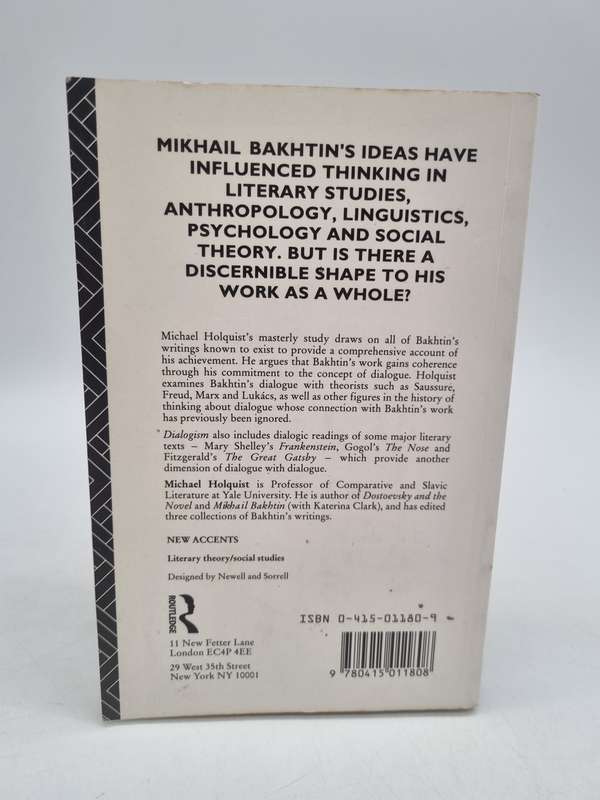 MIKHAIL BAKHTIN'S IDEAS HAVE
INFLUENCED THINKING IN
LITERARY STUDIES,
ANTHROPOLOGY, LINGUISTICS,
PSYCHOLOGY AND SOCIAL
THEORY. BUT IS THERE A
DISCERNIBLE SHAPE TO HIS
WORK AS A WHOLE?
Michael Holquist's masterly study draws on all of Bakhtin's
writings known to exist to provide a comprehensive account of
his achievement. He argues that Bakhtin's work gains coherence
through his commitment to the concept of dialogue. Holquist
examines Bakhtin's dialogue with theorists such as Saussure,
Freud, Marx and Lukács, as well as other figures in the history of
thinking about dialogue whose connection with Bakhtin's work
has previously been ignored.
Dialogism also includes dialogic readings of some major literary
texts – Mary Shelley's Frankenstein, Gogol's The Nose and
Fitzgerald's The Great Gatsby – which provide another
dimension of dialogue with dialogue.
Michael Holquist is Professor of Comparative and Slavic
Literature at Yale University. He is author of Dostoevsky and the
Novel and Mikhail Bakhtin (with Katerina Clark), and has edited
three collections of Bakhtin's writings.
NEW ACCENTS
Literary theory/social studies
Designed by Newell and Sorrell
ROUTLEDGE
11 New Fetter Lane
London EC4P 4EE
29 West 35th Street
New York NY 10001
ISBN 0-415-01180-9
9 780415 011808